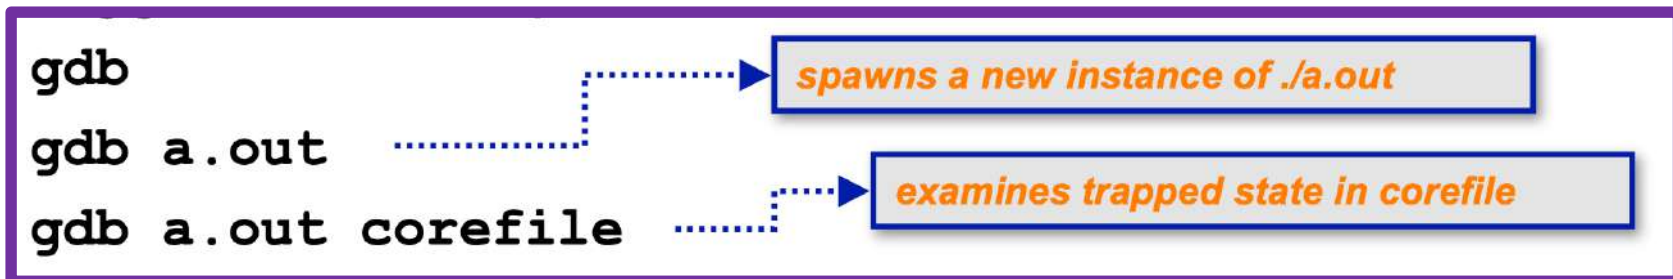 gdb
spawns a new instance of ./a.out
gdb a.out
examines trapped state in corefile
gdb a.out corefile